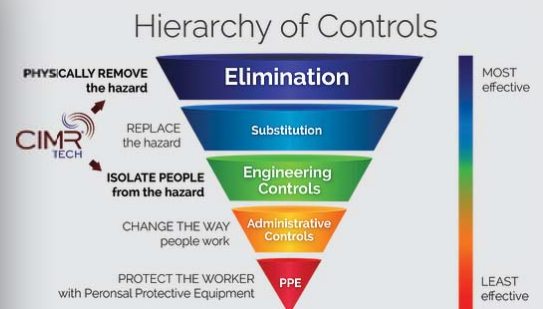 Hierarchy of Controls
PHYSICALLY REMOVE
the hazard
Elimination
MOST
effective
CIMR
TECH
REPLACE
the hazard
Substitution
ISOLATE PEOPLE
from the hazard
Engineering
Controls
CHANGE THE WAY
people work
Administrative
Controls
PROTECT THE WORKER
with Peronsal Protective Equipment
PPE
LEAST
effective